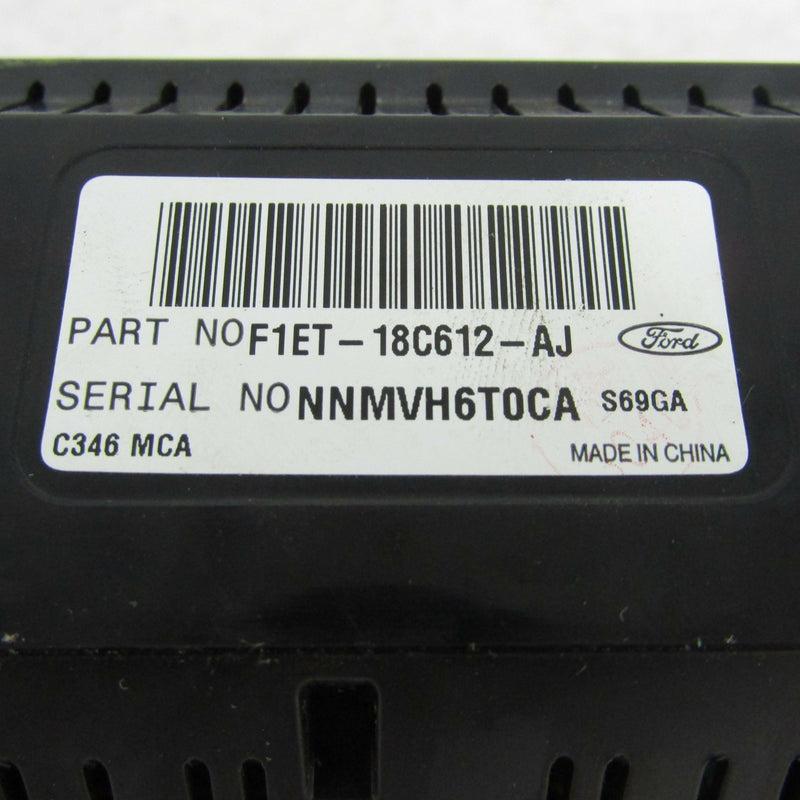 PART NO F1ET-18C612-AJ Ford
SERIAL NO NNMVH6T0CA S69GA
C346 MCA MADE IN CHINA